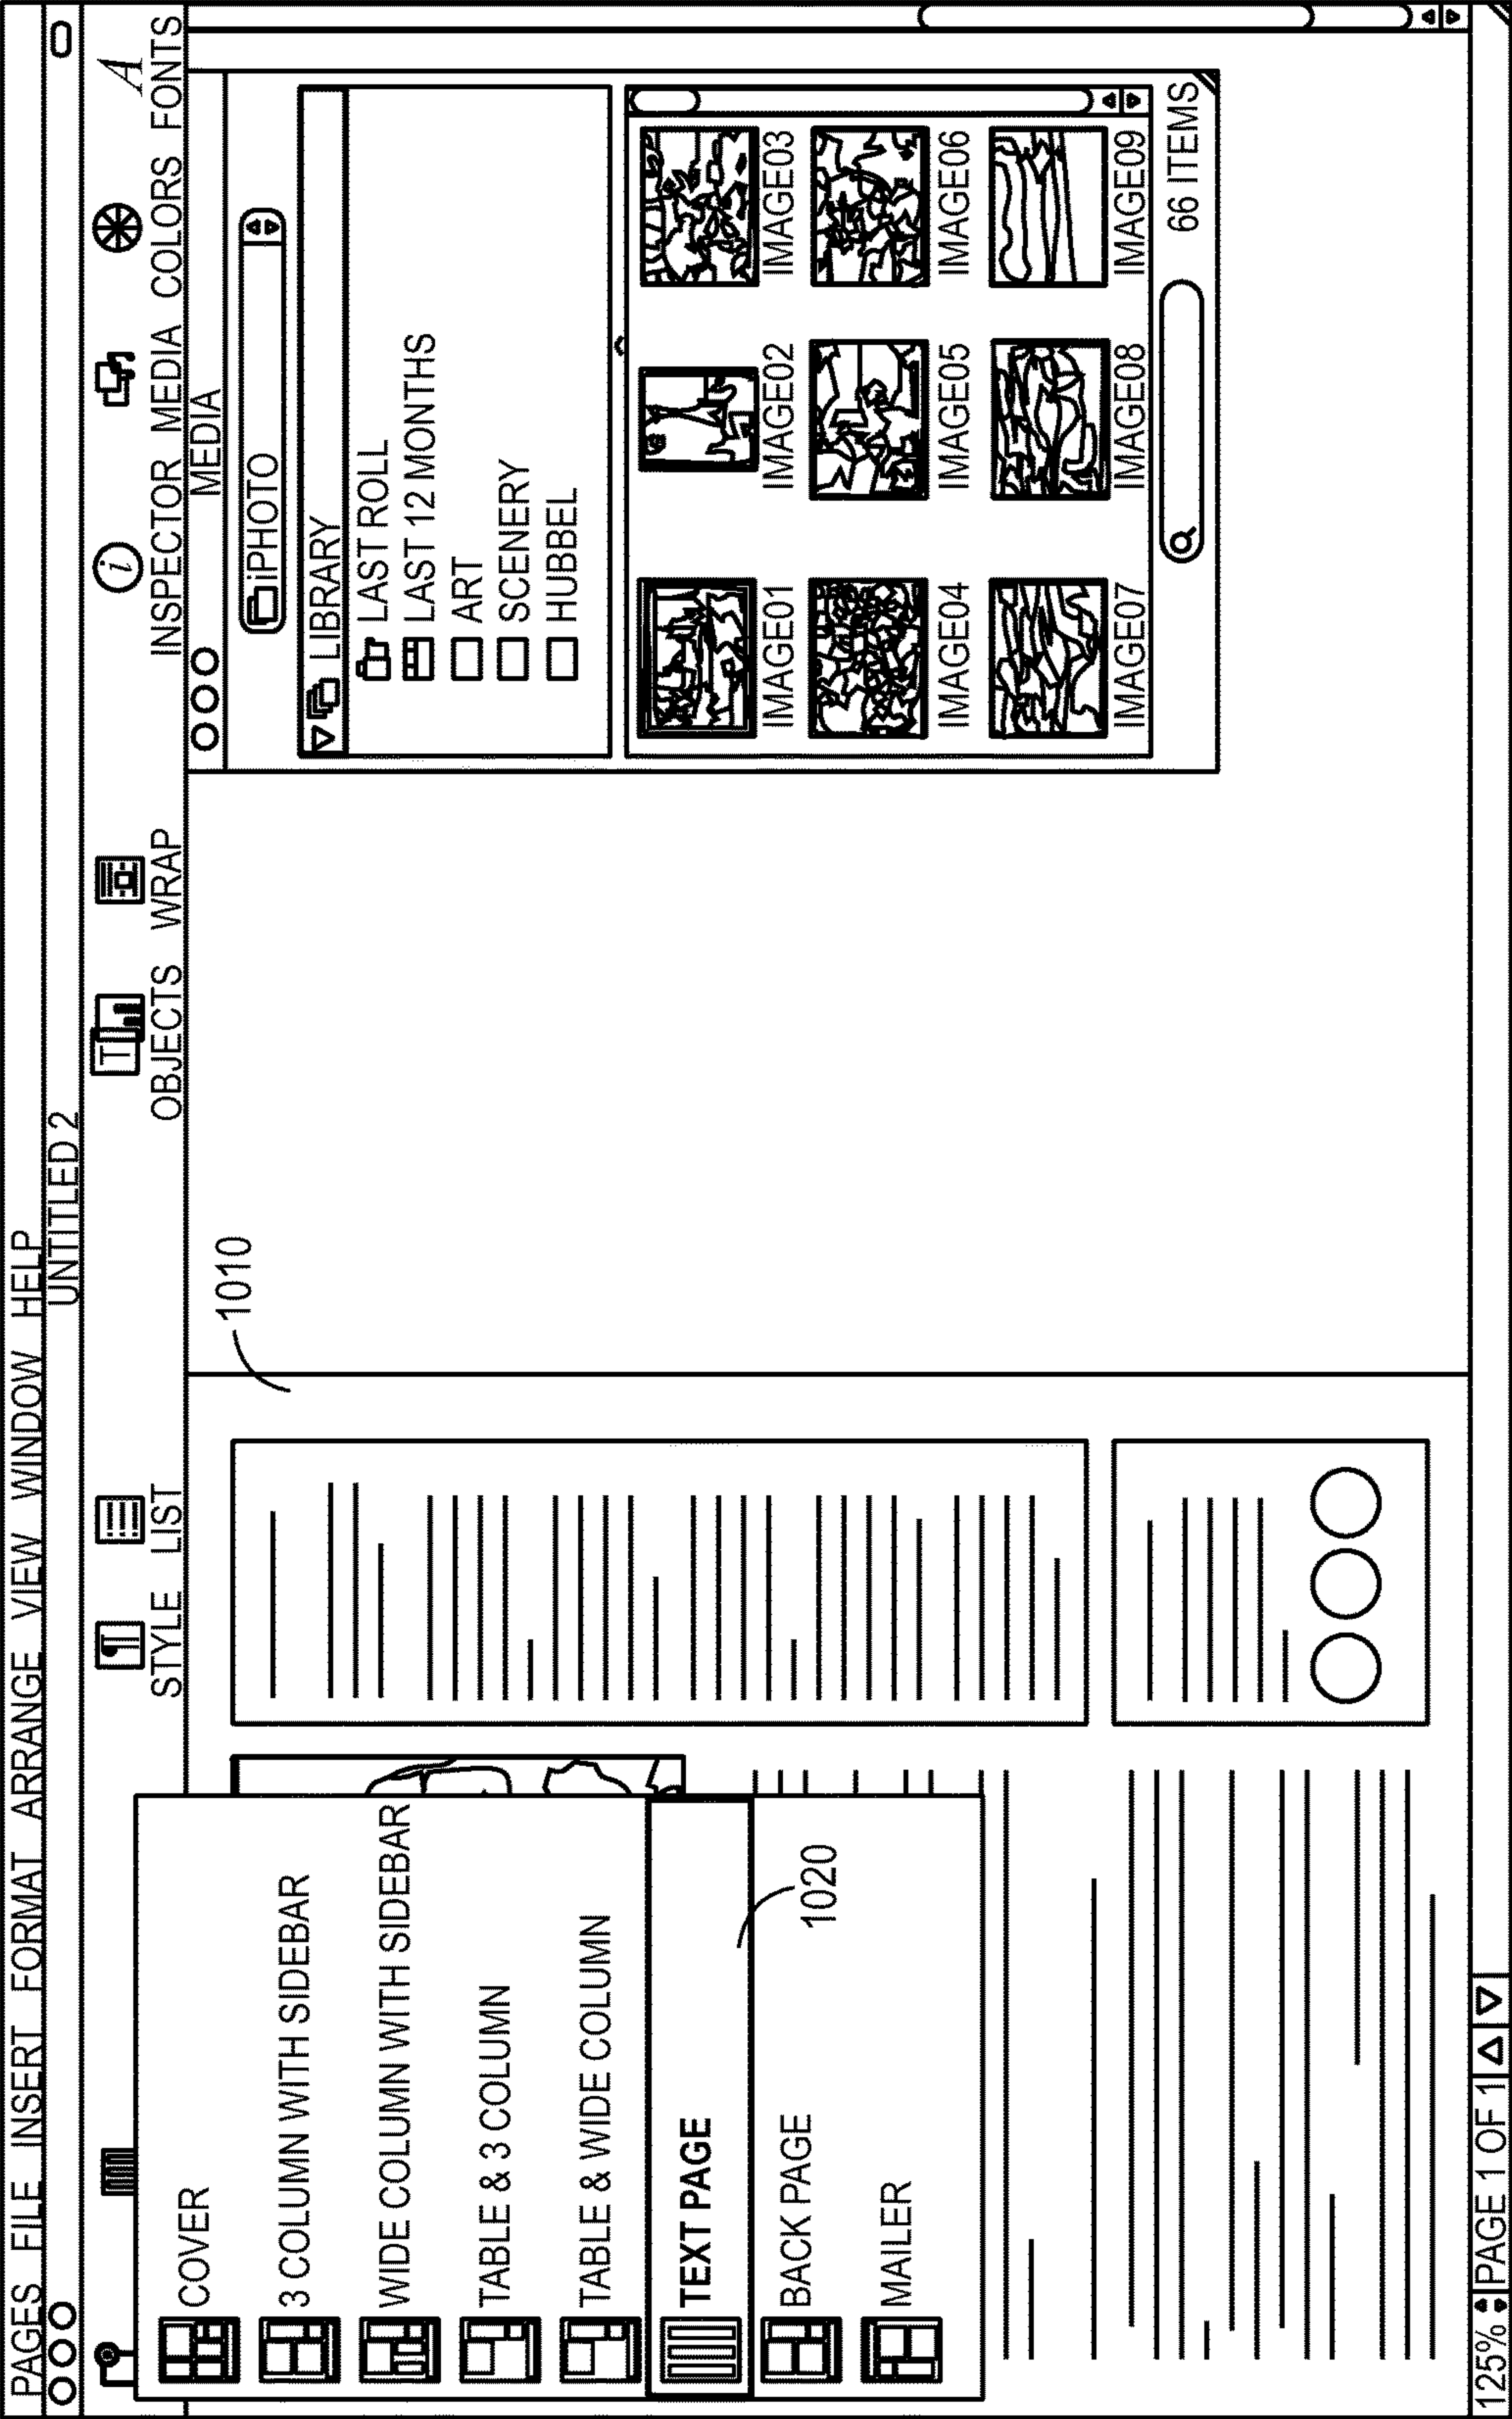 PAGES FILE INSERT FORMAT ARRANGE VIEW WINDOW HELP
UNTITLED 2
STYLE LIST OBJECTS WRAP INSPECTOR MEDIA COLORS FONTS
COVER
3 COLUMN WITH SIDEBAR
WIDE COLUMN WITH SIDEBAR
TABLE & 3 COLUMN
TABLE & WIDE COLUMN
TEXT PAGE
BACK PAGE
MAILER
1020
1010
MEDIA
iPHOTO
LIBRARY
LAST ROLL
LAST 12 MONTHS
ART
SCENERY
HUBBEL
IMAGE01 IMAGE02 IMAGE03
IMAGE04 IMAGE05 IMAGE06
IMAGE07 IMAGE08 IMAGE09
66 ITEMS
125% PAGE 1 OF 1